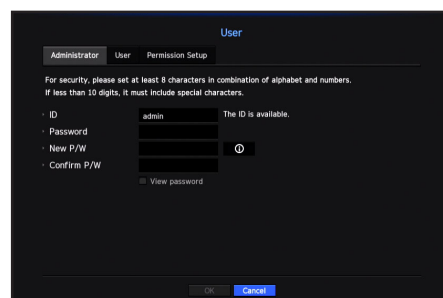 User
Administrator User Permission Setup
For security, please set at least 8 characters in combination of alphabet and numbers.
If less than 10 digits, it must include special characters.
ID admin The ID is available.
Password
New P/W
Confirm P/W
View password
OK Cancel